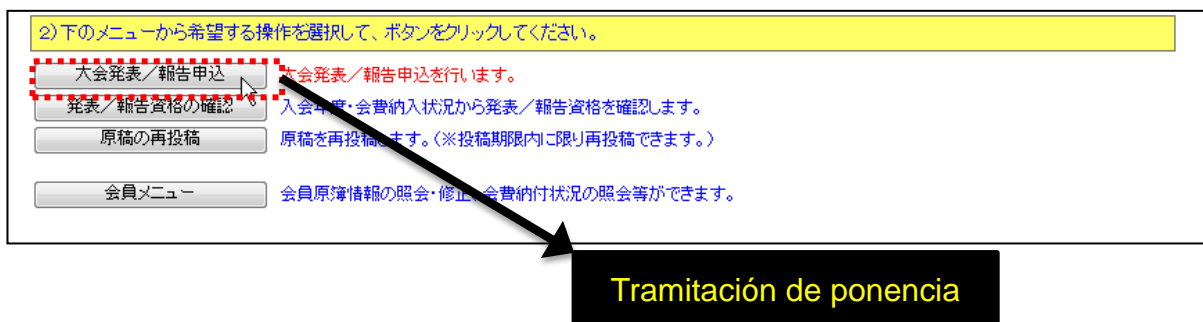 2)下のメニューから希望する操作を選択して、ボタンをクリックしてください。
大会発表/報告申込 大会発表/報告申込を行います。
発表/報告資格の確認 入会年度・会費納入状況から発表/報告資格を確認します。
原稿の再投稿 原稿を再投稿します。(※投稿期限内に限り再投稿できます。)
会員メニュー 会員原簿情報の照会・修正、会費納付状況の照会等ができます。
Tramitación de ponencia